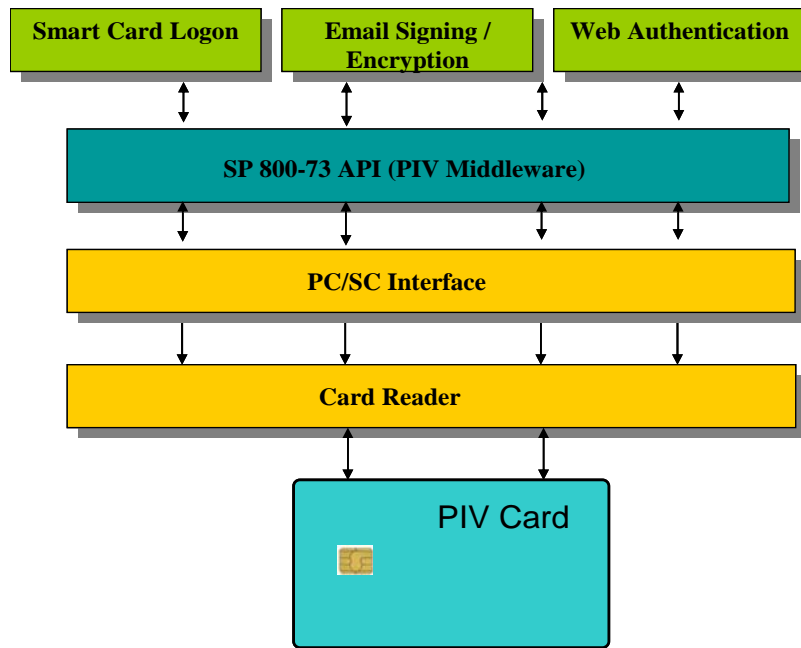 Smart Card Logon
Email Signing /
Encryption
Web Authentication
SP 800-73 API (PIV Middleware)
PC/SC Interface
Card Reader
PIV Card